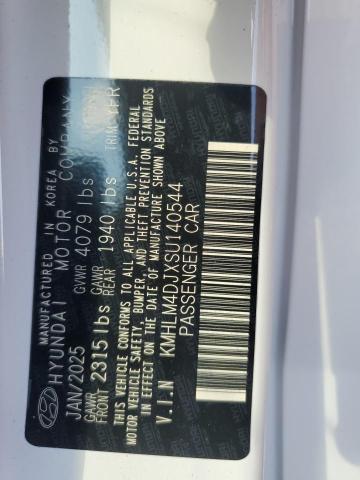 MANUFACTURED IN KOREA BY
HYUNDAI MOTOR COMPANY
JAN/2025 GVWR 4079 lbs
GAWR FRONT 2315 lbs GAWR REAR 1940 lbs TRIM:YFR
THIS VEHICLE CONFORMS TO ALL APPLICABLE U.S.A. FEDERAL
MOTOR VEHICLE SAFETY, BUMPER, AND THEFT PREVENTION STANDARDS
IN EFFECT ON THE DATE OF MANUFACTURE SHOWN ABOVE
V.I.N KMHLM4DJXSU140544
PASSENGER CAR